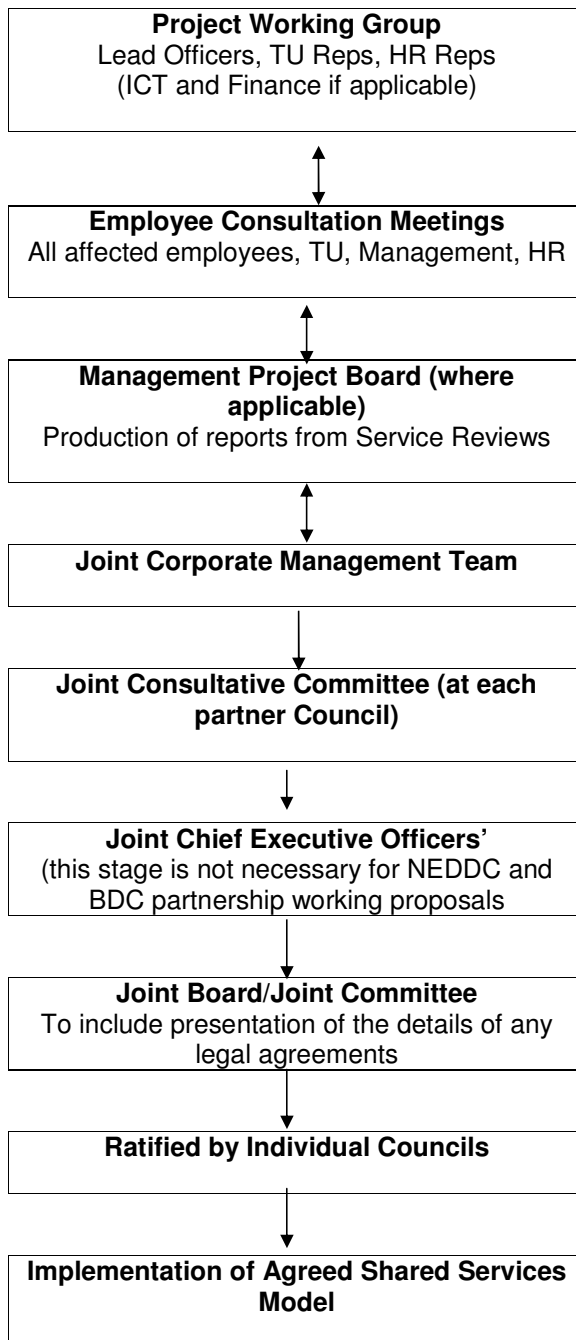 Project Working Group
Lead Officers, TU Reps, HR Reps
(ICT and Finance if applicable)
Employee Consultation Meetings
All affected employees, TU, Management, HR
Management Project Board (where
applicable)
Production of reports from Service Reviews
Joint Corporate Management Team
Joint Consultative Committee (at each
partner Council)
Joint Chief Executive Officers’
(this stage is not necessary for NEDDC and
BDC partnership working proposals
Joint Board/Joint Committee
To include presentation of the details of any
legal agreements
Ratified by Individual Councils
Implementation of Agreed Shared Services
Model